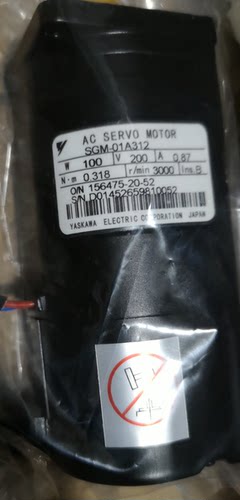 AC SERVO MOTOR
SGM-01A312
W 100 V 200 A 0.87
N·m 0.318 r/min 3000 Ins.B
O/N 156475-20-52
S/N D01452659810052
YASKAWA ELECTRIC CORPORATION JAPAN